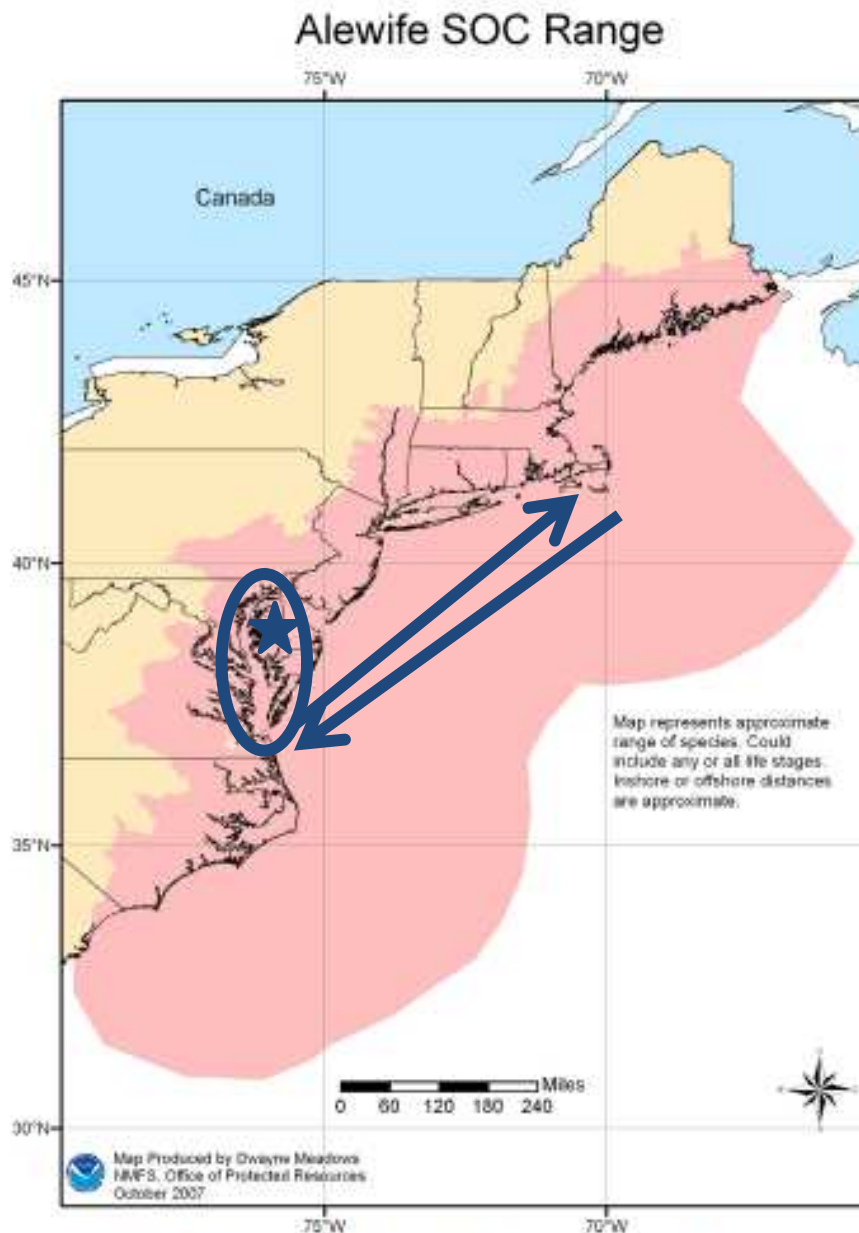 Alewife SOC Range
75°W 70°W
Canada
45°N
40°N
Map represents approximate
range of species. Could
include any or all life stages.
Inshore or offshore distances
are approximate.
35°N
Miles
0 60 120 180 240
30°N
Map Produced by Dwayne Meadows
NMFS, Office of Protected Resources
October 2007
75°W 70°W